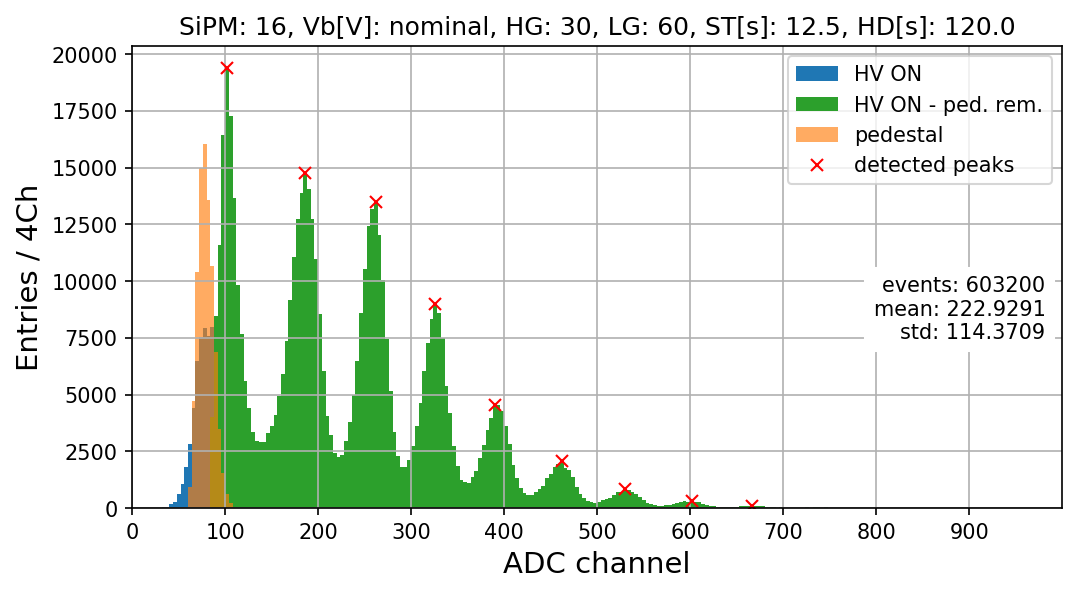 SiPM: 16, Vb[V]: nominal, HG: 30, LG: 60, ST[s]: 12.5, HD[s]: 120.0
Entries / 4Ch
20000
17500
15000
12500
10000
7500
5000
2500
0
HV ON
HV ON - ped. rem.
pedestal
detected peaks
events: 603200
mean: 222.9291
std: 114.3709
0 100 200 300 400 500 600 700 800 900
ADC channel